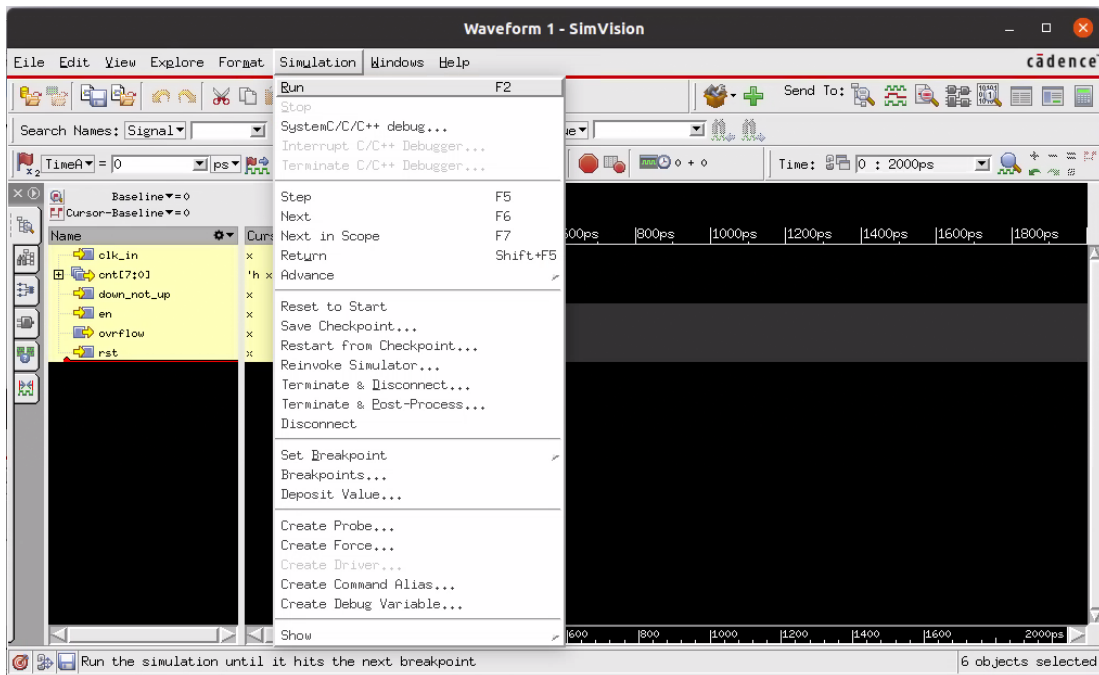 Waveform 1 - SimVision
File Edit View Explore Format Simulation Windows Help
cādence
Send To:
Search Names: Signal
TimeA = 0 ps
0 + 0
Time: 0 : 2000ps
Baseline = 0
Cursor-Baseline = 0
Name
800ps 1000ps 1200ps 1400ps 1600ps 1800ps
clk_in x
cnt[7:0] 'h x
down_not_up x
en x
ovrflow x
rst x
Run F2
Stop
SystemC/C/C++ debug...
Interrupt C/C++ Debugger...
Terminate C/C++ Debugger...
Step F5
Next F6
Next in Scope F7
Return Shift+F5
Advance
Reset to Start
Save Checkpoint...
Restart from Checkpoint...
Reinvoke Simulator...
Terminate & Disconnect...
Terminate & Post-Process...
Disconnect
Set Breakpoint
Breakpoints...
Deposit Value...
Create Probe...
Create Force...
Create Driver...
Create Command Alias...
Create Debug Variable...
Show
600 800 1000 1200 1400 1600 2000ps
Run the simulation until it hits the next breakpoint
6 objects selected